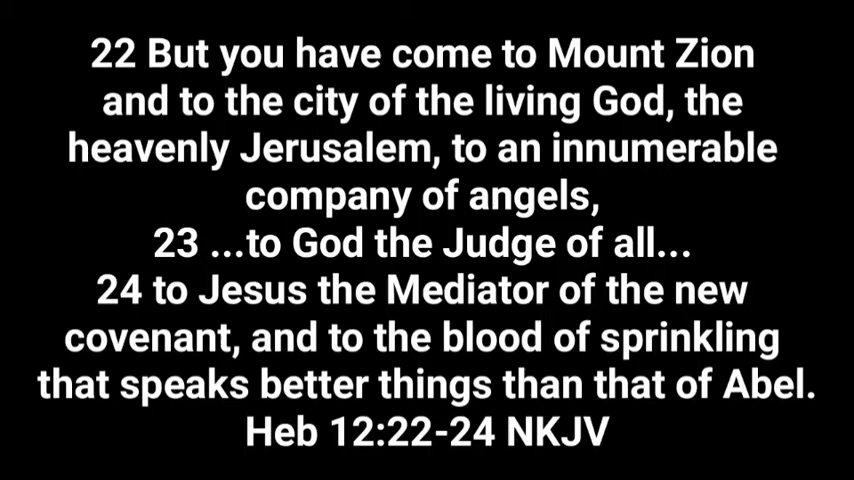 22 But you have come to Mount Zion
and to the city of the living God, the
heavenly Jerusalem, to an innumerable
company of angels,
23 ...to God the Judge of all...
24 to Jesus the Mediator of the new
covenant, and to the blood of sprinkling
that speaks better things than that of Abel.
Heb 12:22-24 NKJV